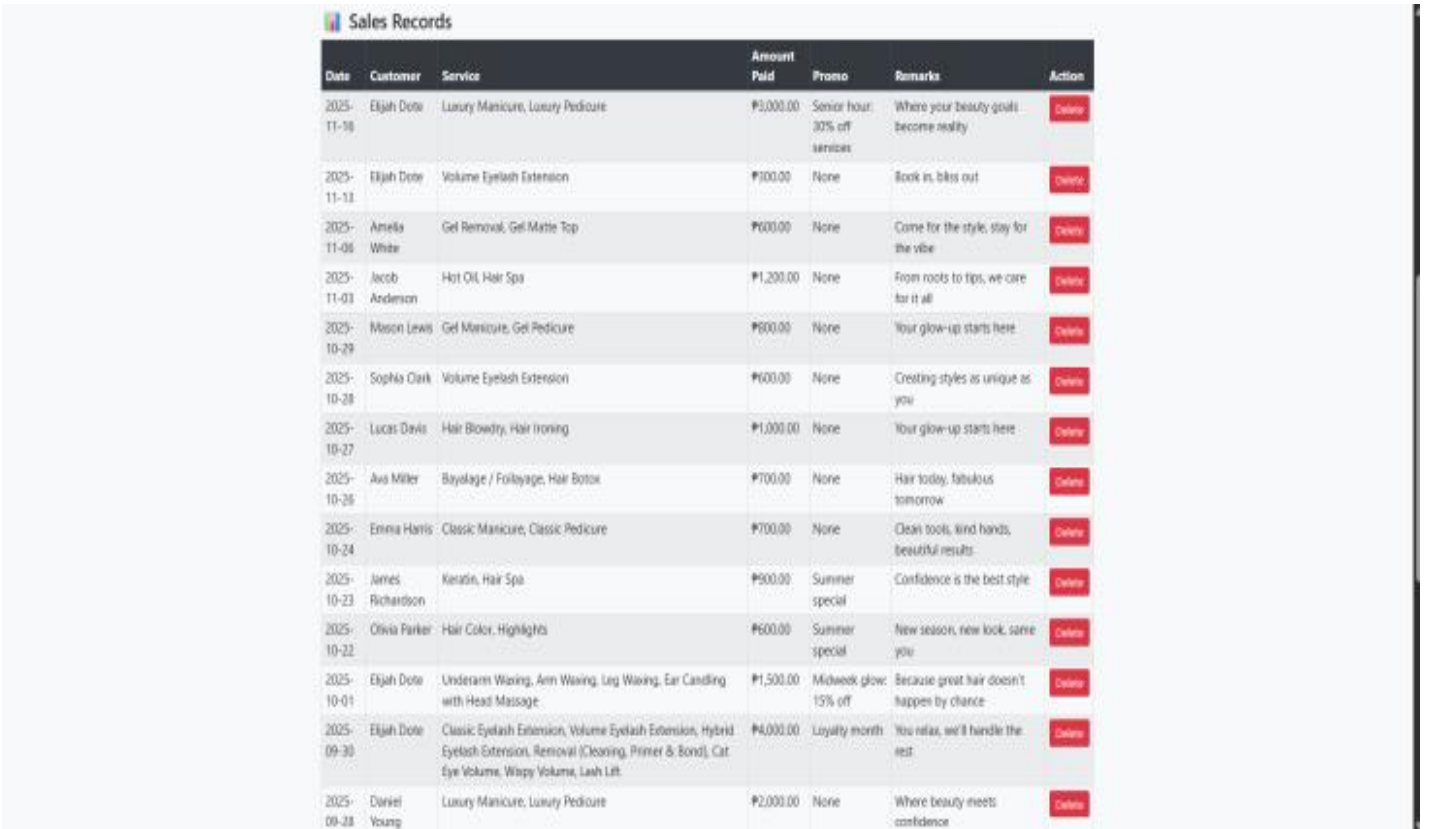 Sales Records
Amount
Date Customer Service Paid Promo Remarks Action
2025- Elijah Dote Luxury Manicure, Luxury Pedicure ₱3,000.00 Senior hour: Where your beauty goals Delete
11-16 30% off become reality
services
2025- Elijah Dote Volume Eyelash Extension ₱300.00 None Book in, bliss out Delete
11-13
2025- Amelia Gel Removal, Gel Matte Top ₱600.00 None Come for the style, stay for Delete
11-06 White the vibe
2025- Jacob Hot Oil, Hair Spa ₱1,200.00 None From roots to tips, we care Delete
11-03 Anderson for it all
2025- Mason Lewis Gel Manicure, Gel Pedicure ₱800.00 None Your glow-up starts here Delete
10-29
2025- Sophia Clark Volume Eyelash Extension ₱600.00 None Creating styles as unique as Delete
10-28 you
2025- Lucas Davis Hair Blowdry, Hair Ironing ₱1,000.00 None Your glow-up starts here Delete
10-27
2025- Ava Miller Bayalage / Foilayage, Hair Botox ₱700.00 None Hair today, fabulous Delete
10-26 tomorrow
2025- Emma Harris Classic Manicure, Classic Pedicure ₱700.00 None Clean tools, kind hands, Delete
10-24 beautiful results
2025- James Keratin, Hair Spa ₱900.00 Summer Confidence is the best style Delete
10-23 Richardson special
2025- Olivia Parker Hair Color, Highlights ₱600.00 Summer New season, new look, same Delete
10-22 special you
2025- Elijah Dote Underarm Waxing, Arm Waxing, Leg Waxing, Ear Candling ₱1,500.00 Midweek glow: Because great hair doesn't Delete
10-01 with Head Massage 15% off happen by chance
2025- Elijah Dote Classic Eyelash Extension, Volume Eyelash Extension, Hybrid ₱4,000.00 Loyalty month You relax, we'll handle the Delete
09-30 Eyelash Extension, Removal (Cleaning, Primer & Bond), Cat rest
Eye Volume, Wispy Volume, Lash Lift
2025- Daniel Luxury Manicure, Luxury Pedicure ₱2,000.00 None Where beauty meets Delete
09-28 Young confidence